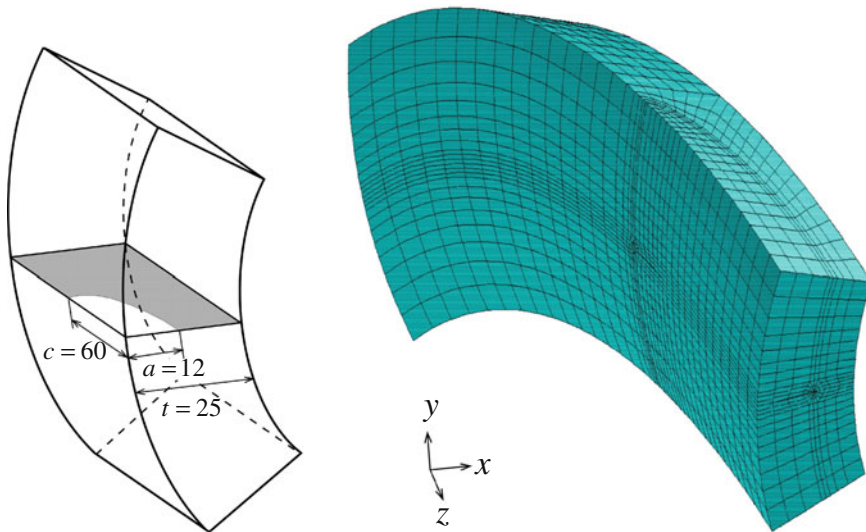 c = 60
a = 12
t = 25
y
x
z